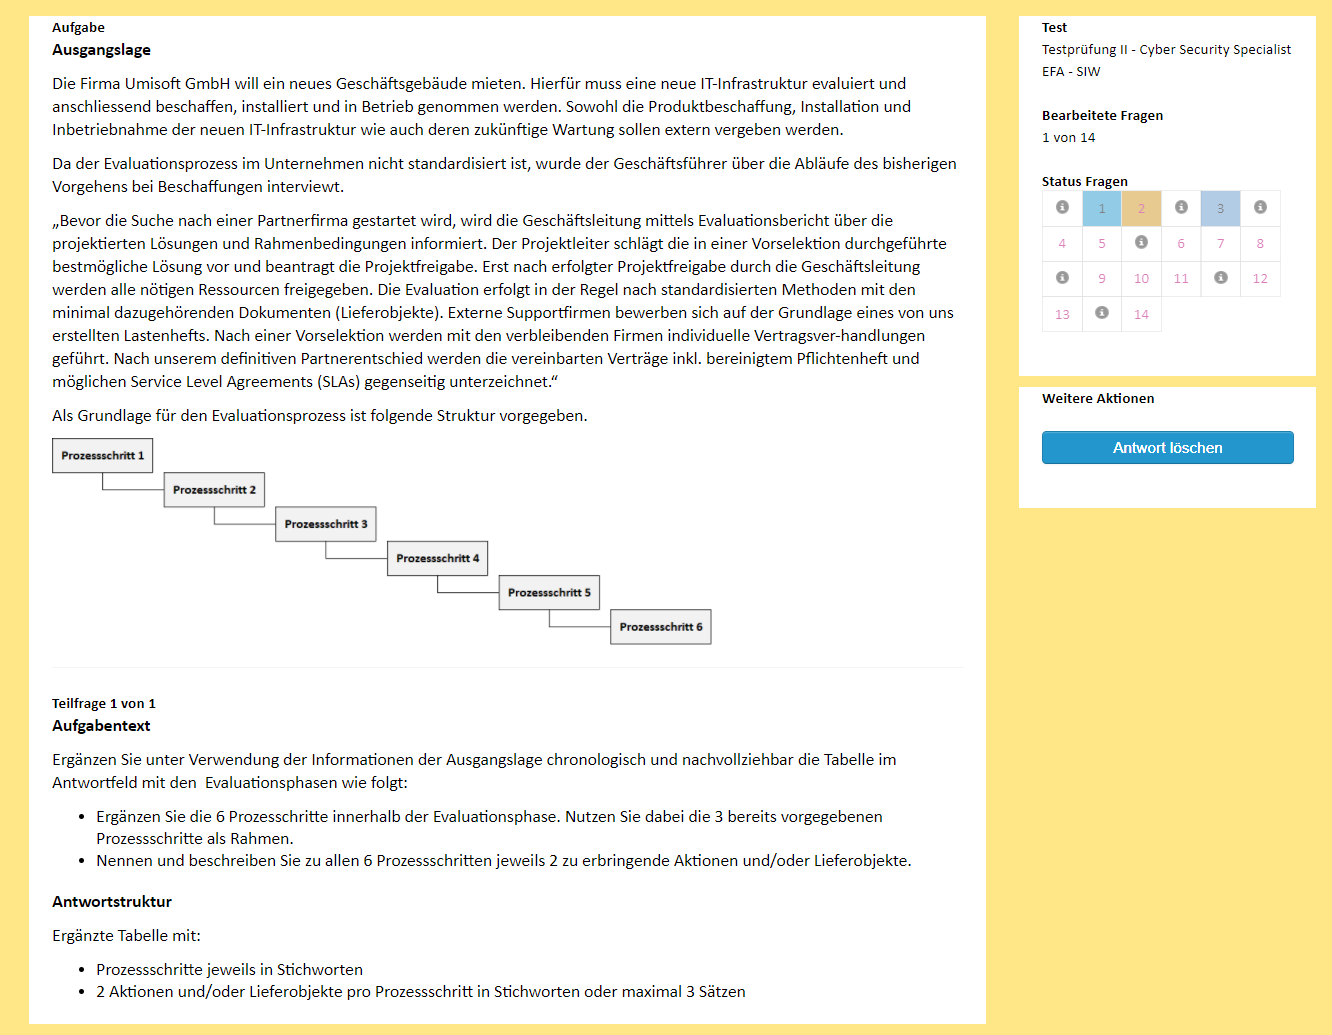 Aufgabe
Ausgangslage
Die Firma Umisoft GmbH will ein neues Geschäftsgebäude mieten. Hierfür muss eine neue IT-Infrastruktur evaluiert und
anschliessend beschaffen, installiert und in Betrieb genommen werden. Sowohl die Produktbeschaffung, Installation und
Inbetriebnahme der neuen IT-Infrastruktur wie auch deren zukünftige Wartung sollen extern vergeben werden.
Da der Evaluationsprozess im Unternehmen nicht standardisiert ist, wurde der Geschäftsführer über die Abläufe des bisherigen
Vorgehens bei Beschaffungen interviewt.
„Bevor die Suche nach einer Partnerfirma gestartet wird, wird die Geschäftsleitung mittels Evaluationsbericht über die
projektierten Lösungen und Rahmenbedingungen informiert. Der Projektleiter schlägt die in einer Vorselektion durchgeführte
bestmögliche Lösung vor und beantragt die Projektfreigabe. Erst nach erfolgter Projektfreigabe durch die Geschäftsleitung
werden alle nötigen Ressourcen freigegeben. Die Evaluation erfolgt in der Regel nach standardisierten Methoden mit den
minimal dazugehörenden Dokumenten (Lieferobjekte). Externe Supportfirmen bewerben sich auf der Grundlage eines von uns
erstellten Lastenhefts. Nach einer Vorselektion werden mit den verbleibenden Firmen individuelle Vertragsver-handlungen
geführt. Nach unserem definitiven Partnerentschied werden die vereinbarten Verträge inkl. bereinigtem Pflichtenheft und
möglichen Service Level Agreements (SLAs) gegenseitig unterzeichnet.“
Als Grundlage für den Evaluationsprozess ist folgende Struktur vorgegeben.
Prozessschritt 1
Prozessschritt 2
Prozessschritt 3
Prozessschritt 4
Prozessschritt 5
Prozessschritt 6
Teilfrage 1 von 1
Aufgabentext
Ergänzen Sie unter Verwendung der Informationen der Ausgangslage chronologisch und nachvollziehbar die Tabelle im
Antwortfeld mit den  Evaluationsphasen wie folgt:
• Ergänzen Sie die 6 Prozesschritte innerhalb der Evaluationsphase. Nutzen Sie dabei die 3 bereits vorgegebenen
Prozessschritte als Rahmen.
• Nennen und beschreiben Sie zu allen 6 Prozessschritten jeweils 2 zu erbringende Aktionen und/oder Lieferobjekte.
Antwortstruktur
Ergänzte Tabelle mit:
• Prozessschritte jeweils in Stichworten
• 2 Aktionen und/oder Lieferobjekte pro Prozessschritt in Stichworten oder maximal 3 Sätzen
Test
Testprüfung II - Cyber Security Specialist
EFA - SIW
Bearbeitete Fragen
1 von 14
Status Fragen
i 1 2 i 3 i
4 5 i 6 7 8
i 9 10 11 i 12
13 i 14
Weitere Aktionen
Antwort löschen